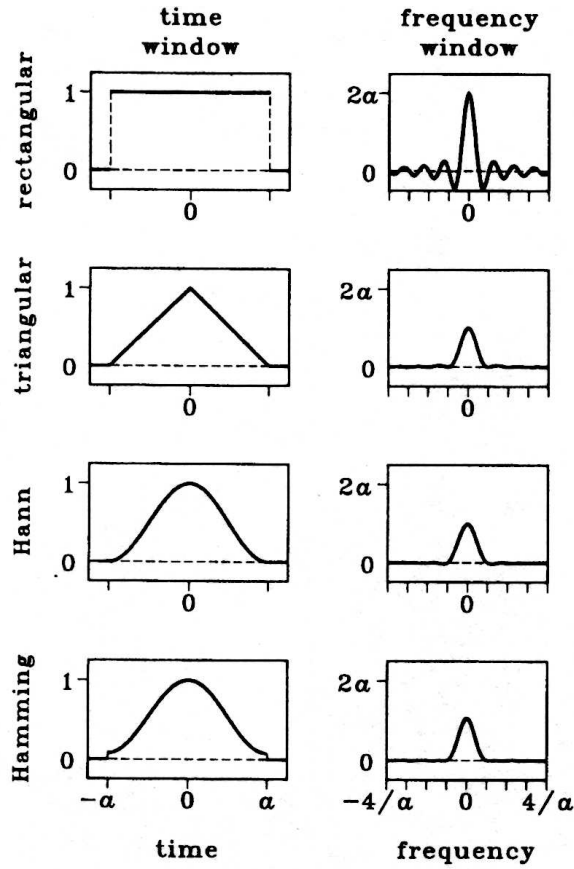 time window
frequency window
rectangular
1
0
0
2a
0
0
triangular
1
0
0
2a
0
0
Hann
1
0
0
2a
0
0
Hamming
1
0
-a 0 a
2a
0
-4/a 0 4/a
time
frequency